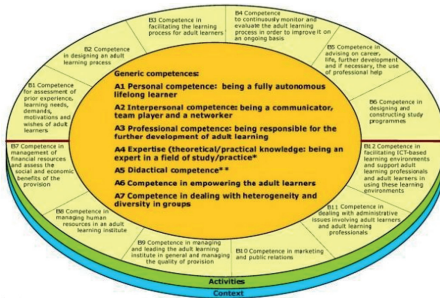 B3 Competence in
facilitating the learning
process for adult learners
B4 Competence
to continuously monitor and
evaluate the adult learning
process in order to improve it on
an ongoing basis
B2 Competence
in designing an adult
learning process
B5 Competence in
advising on career,
life, further development
and if necessary, the use
of professional help
B1 Competence
for assessment of
prior experience,
learning needs,
demands,
motivations and
wishes of adult
learners
B6 Competence in
designing and
constructing study
programmes
Generic competences:
A1 Personal competence: being a fully autonomous
lifelong learner
A2 Interpersonal competence: being a communicator,
team player and a networker
A3 Professional competence: being responsible for the
further development of adult learning
A4 Expertise (theoretical/practical knowledge: being an
expert in a field of study/practice*
A5 Didactical competence**
A6 Competence in empowering the adult learners
A7 Competence in dealing with heterogeneity and
diversity in groups
B7 Competence in
management of
financial resources
and assess the
social and economic
benefits of the
provision
B12 Competence in
facilitating ICT-based
learning environments
and support adult
learning professionals
and adult learners in
using these learning
environments
B8 Competence in
managing human
resources in an adult
learning institute
B11
Competence in
dealing with administrative
issues involving adult learners
and adult learning
professionals
B9 Competence in managing
and leading the adult learning
institute in general and managing
the quality of provision
B10 Competence in marketing
and public relations
Activities
Context